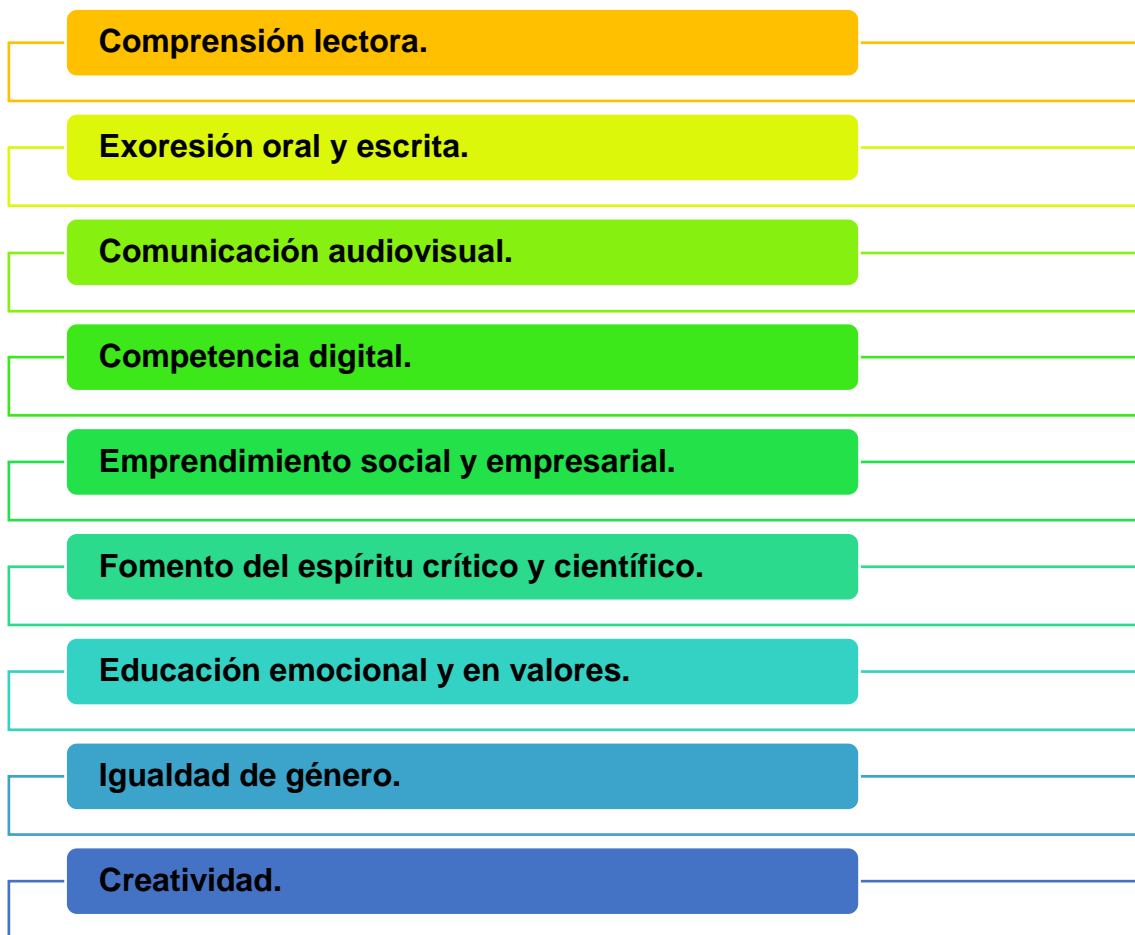 Comprensión lectora.
Exoresión oral y escrita.
Comunicación audiovisual.
Competencia digital.
Emprendimiento social y empresarial.
Fomento del espíritu crítico y científico.
Educación emocional y en valores.
Igualdad de género.
Creatividad.